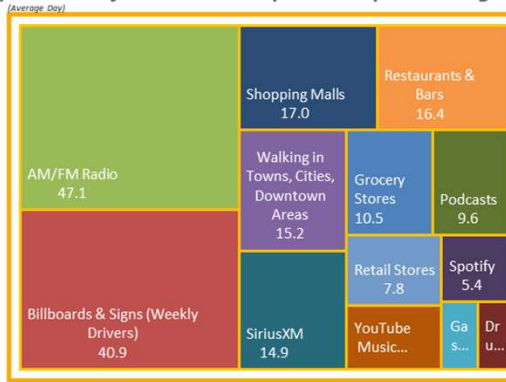 (Average Day)
AM/FM Radio
47.1
Billboards & Signs (Weekly
Drivers)
40.9
Shopping Malls
17.0
Restaurants &
Bars
16.4
Walking in
Towns, Cities,
Downtown
Areas
15.2
Grocery
Stores
10.5
Podcasts
9.6
SiriusXM
14.9
Retail Stores
7.8
Spotify
5.4
YouTube
Music...
Ga
s...
Dr
u...